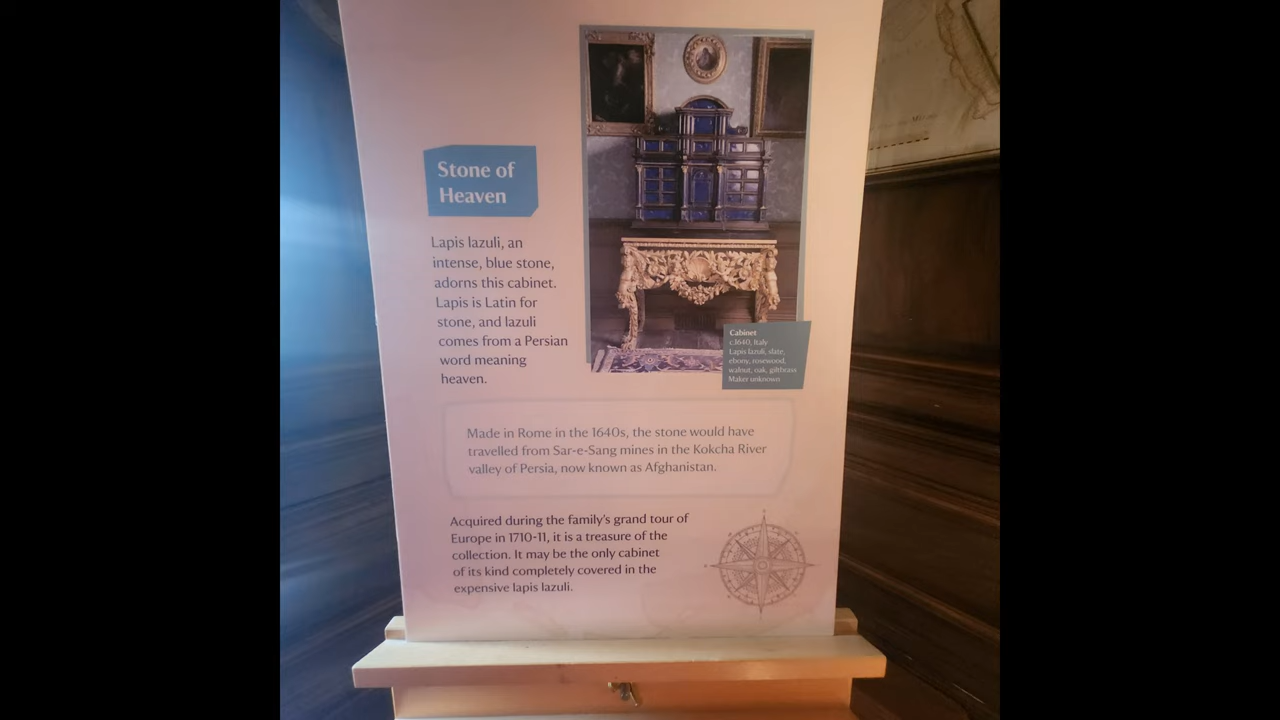 Stone of
Heaven
Lapis lazuli, an
intense, blue stone,
adorns this cabinet.
Lapis is Latin for
stone, and lazuli
comes from a Persian
word meaning
heaven.
Cabinet
c.1640, Italy
Lapis lazuli, slate,
ebony, rosewood,
walnut, oak, giltbrass
Maker unknown
Made in Rome in the 1640s, the stone would have
travelled from Sar-e-Sang mines in the Kokcha River
valley of Persia, now known as Afghanistan.
Acquired during the family's grand tour of
Europe in 1710-11, it is a treasure of the
collection. It may be the only cabinet
of its kind completely covered in the
expensive lapis lazuli.